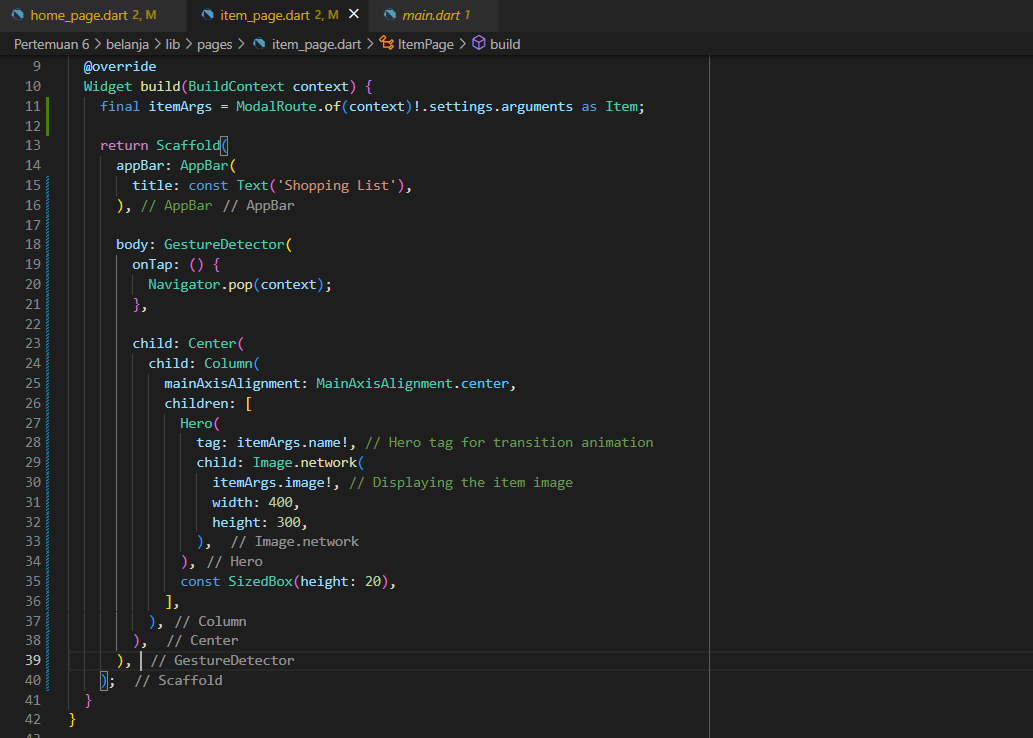 home_page.dart 2, M item_page.dart 2, M × main.dart 1
Pertemuan 6 > belanja > lib > pages > item_page.dart > ItemPage > build
9 @override
10 Widget build(BuildContext context) {
11 final itemArgs = ModalRoute.of(context)!.settings.arguments as Item;
12
13 return Scaffold(
14 appBar: AppBar(
15 title: const Text('Shopping List'),
16 ), // AppBar // AppBar
17
18 body: GestureDetector(
19 onTap: () {
20 Navigator.pop(context);
21 },
22
23 child: Center(
24 child: Column(
25 mainAxisAlignment: MainAxisAlignment.center,
26 children: [
27 Hero(
28 tag: itemArgs.name!, // Hero tag for transition animation
29 child: Image.network(
30 itemArgs.image!, // Displaying the item image
31 width: 400,
32 height: 300,
33 ), // Image.network
34 ), // Hero
35 const SizedBox(height: 20),
36 ],
37 ), // Column
38 ), // Center
39 ), // GestureDetector
40 ); // Scaffold
41 }
42 }